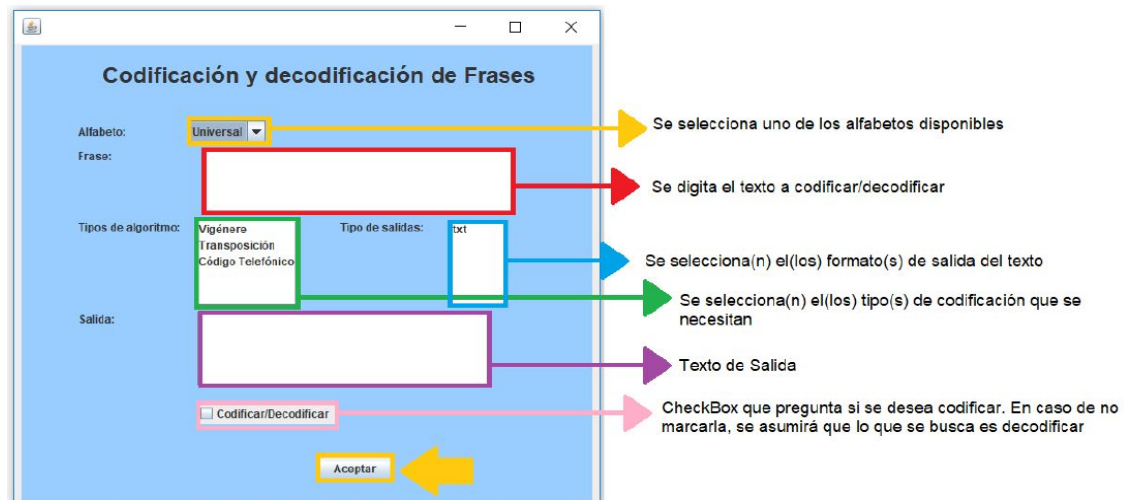 Codificación y decodificación de Frases
Alfabeto:
Universal
Se selecciona uno de los alfabetos disponibles
Frase:
Se digita el texto a codificar/decodificar
Tipos de algoritmo:
Vigénere
Transposición
Código Telefónico
Tipo de salidas:
txt
Se selecciona(n) el(los) formato(s) de salida del texto
Se selecciona(n) el(los) tipo(s) de codificación que se
necesitan
Salida:
Texto de Salida
Codificar/Decodificar
CheckBox que pregunta si se desea codificar. En caso de no
marcarla, se asumirá que lo que se busca es decodificar
Aceptar